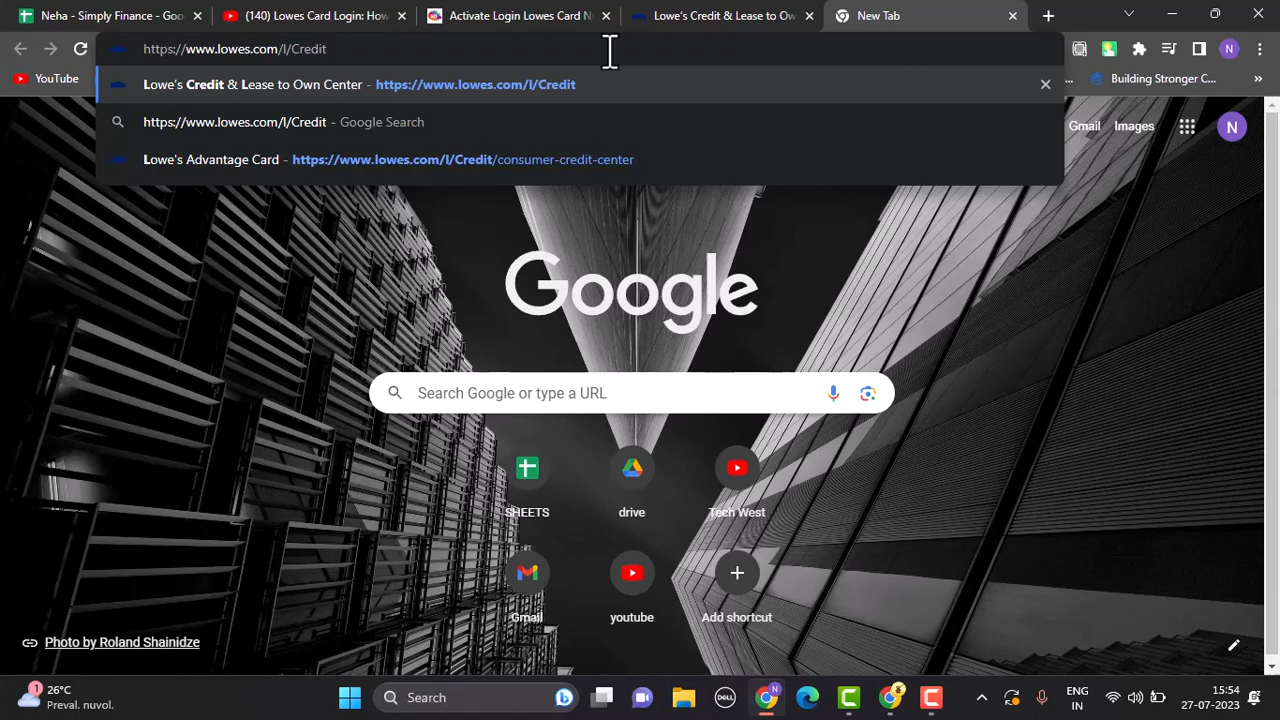 Neha - Simply Finance - Goo
(140) Lowes Card Login: How
Activate Login Lowes Card N
Lowe's Credit & Lease to Ow
New Tab
https://www.lowes.com/l/Credit
N
YouTube
Building Stronger C...
Lowe's Credit & Lease to Own Center - https://www.lowes.com/l/Credit
https://www.lowes.com/l/Credit - Google Search
Lowe's Advantage Card - https://www.lowes.com/l/Credit/consumer-credit-center
Gmail
Images
N
Google
Search Google or type a URL
SHEETS
drive
Tech West
Gmail
youtube
Add shortcut
Photo by Roland Shainidze
1
26°C
Preval. nuvol.
Search
DELL
ENG
IN
15:54
27-07-2023